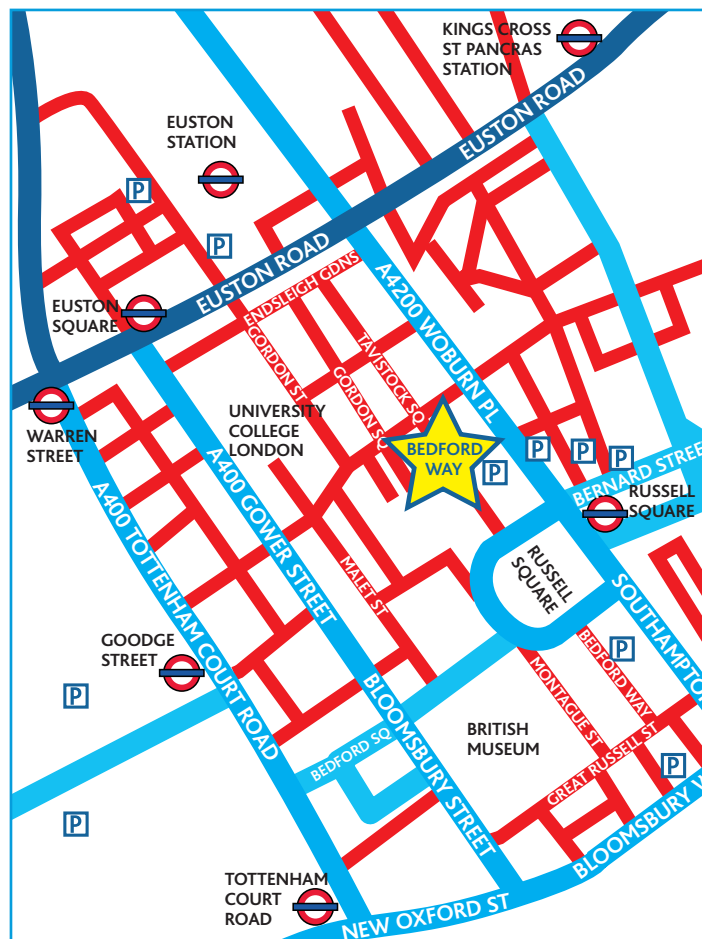 KINGS CROSS
ST PANCRAS
STATION
EUSTON
STATION
P
P
EUSTON ROAD
EUSTON ROAD
EUSTON
SQUARE
ENDSLEIGH GDNS
A4200 WOBURN PL
GORDON ST
TAVISTOCK SQ
GORDON SQ
WARREN
STREET
UNIVERSITY
COLLEGE
LONDON
BEDFORD
WAY
P
P
P
P
BERNARD STREE
RUSSELL
SQUARE
A400 TOTTENHAM COURT ROAD
A400 GOWER STREET
MALET ST
RUSSELL
SQUARE
SOUTHAMPTON
GOODGE
STREET
P
P
BEDFORD WAY
MONTAGUE ST
BLOOMSBURY STREET
BEDFORD SQ
BRITISH
MUSEUM
GREAT RUSSELL ST
P
P
BLOOMSBURY W
TOTTENHAM
COURT
ROAD
NEW OXFORD ST